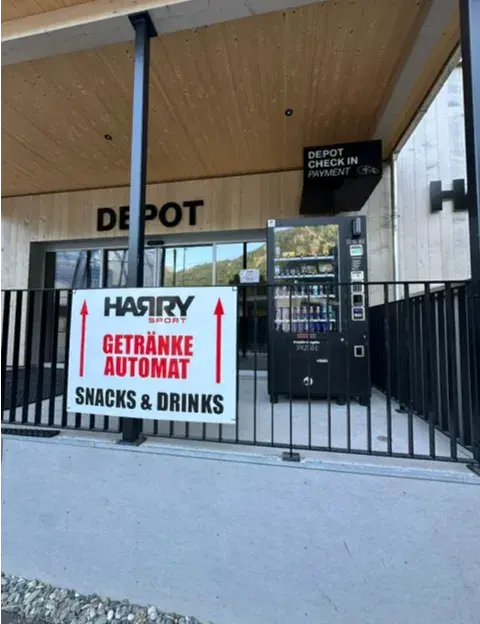 DEPOT
CHECK IN
PAYMENT
DEPOT
H
HARRY
SPORT
GETRÄNKE
AUTOMAT
SNACKS & DRINKS